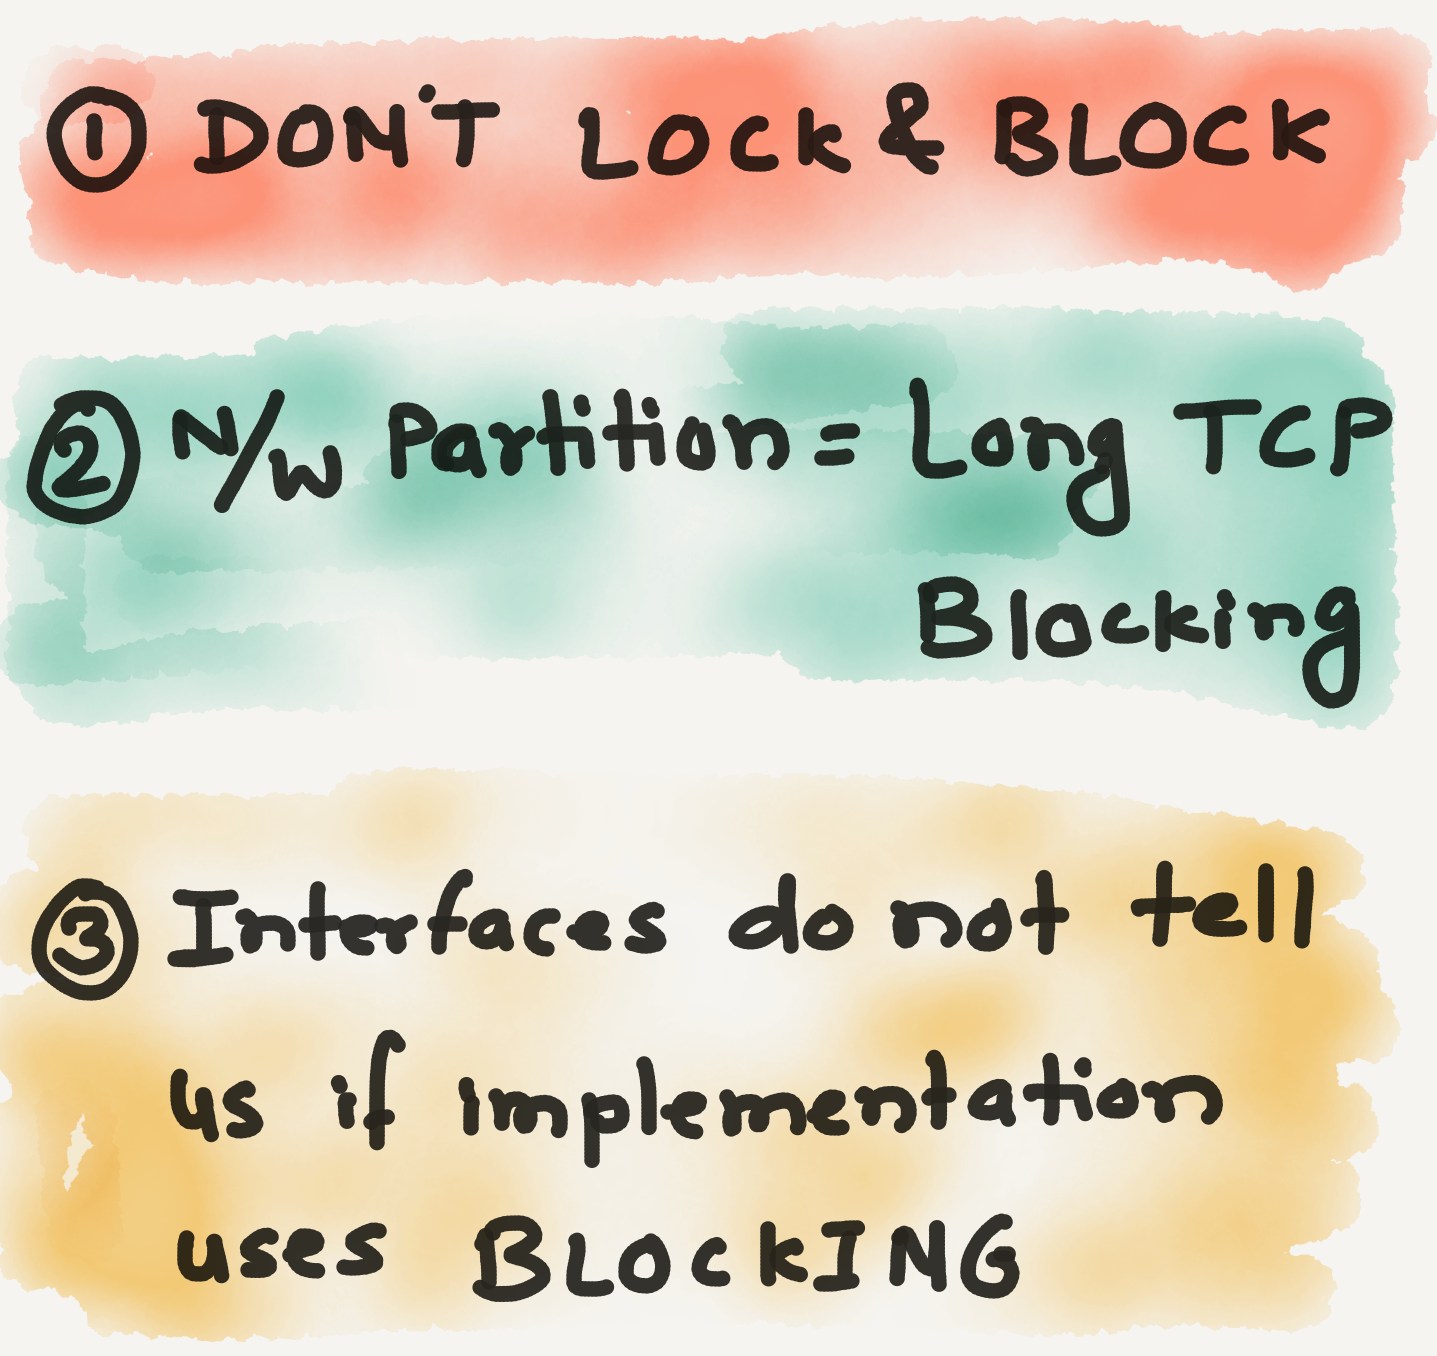 ① DON'T LOCK & BLOCK
② N/W Partition = Long TCP
Blocking
③ Interfaces do not tell
us if implementation
uses BLOCKING